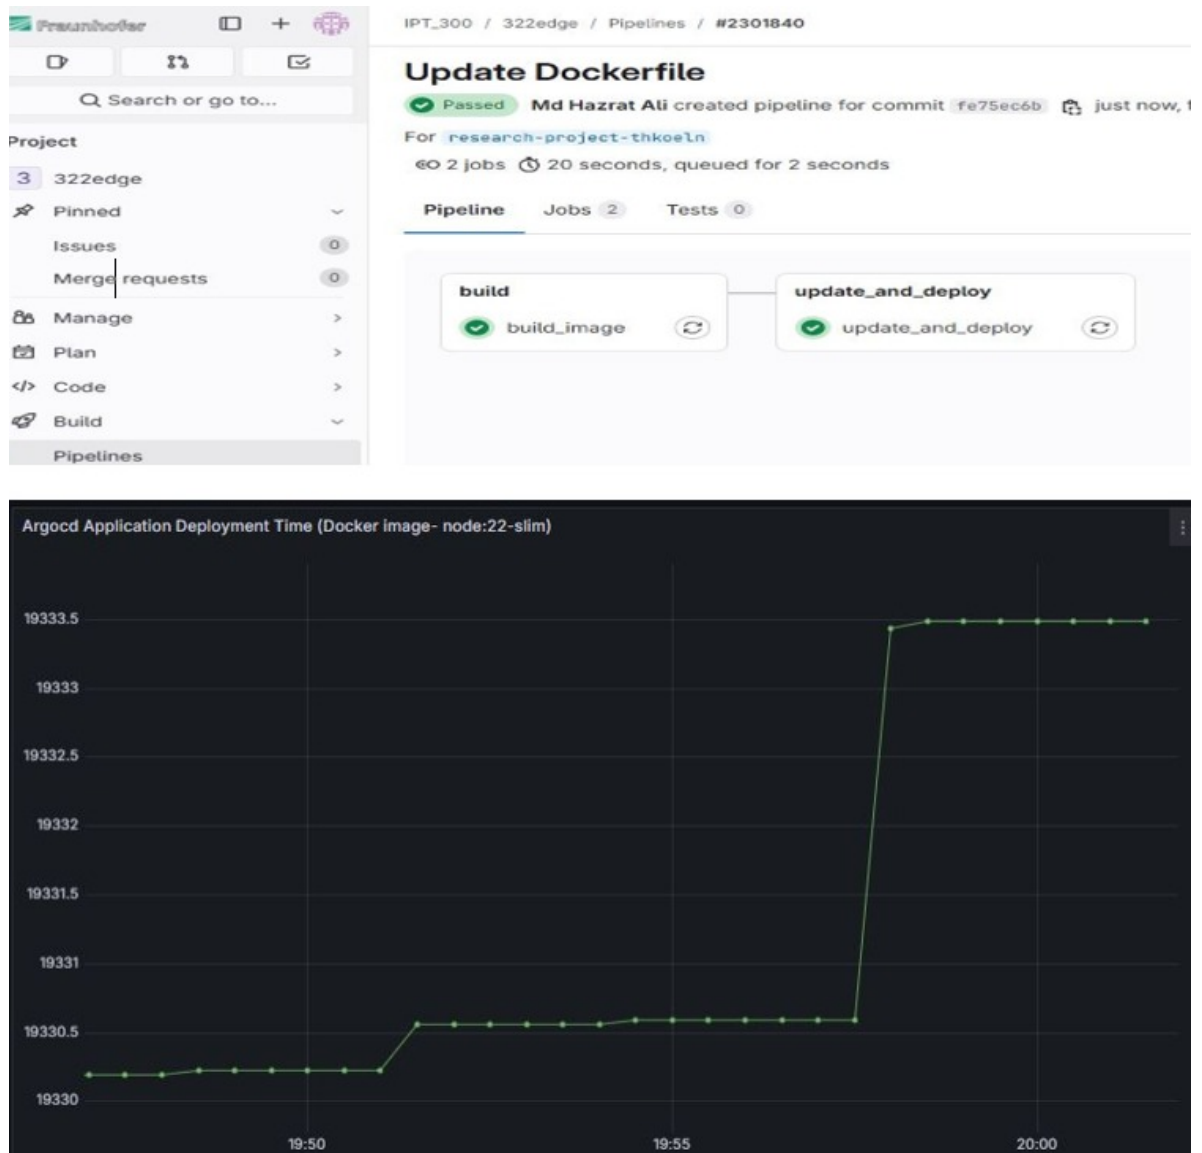 Fraunhofer
IPT_300 / 322edge / Pipelines / #2301840
Update Dockerfile
Passed Md Hazrat Ali created pipeline for commit fe75ec6b just now, f
For research-project-thkoeln
2 jobs 20 seconds, queued for 2 seconds
Pipeline Jobs 2 Tests 0
build
build_image
update_and_deploy
update_and_deploy
Search or go to...
Project
3 322edge
Pinned
Issues 0
Merge requests 0
Manage
Plan
Code
Build
Pipelines
Argocd Application Deployment Time (Docker image- node:22-slim)
19333.5
19333
19332.5
19332
19331.5
19331
19330.5
19330
19:50 19:55 20:00